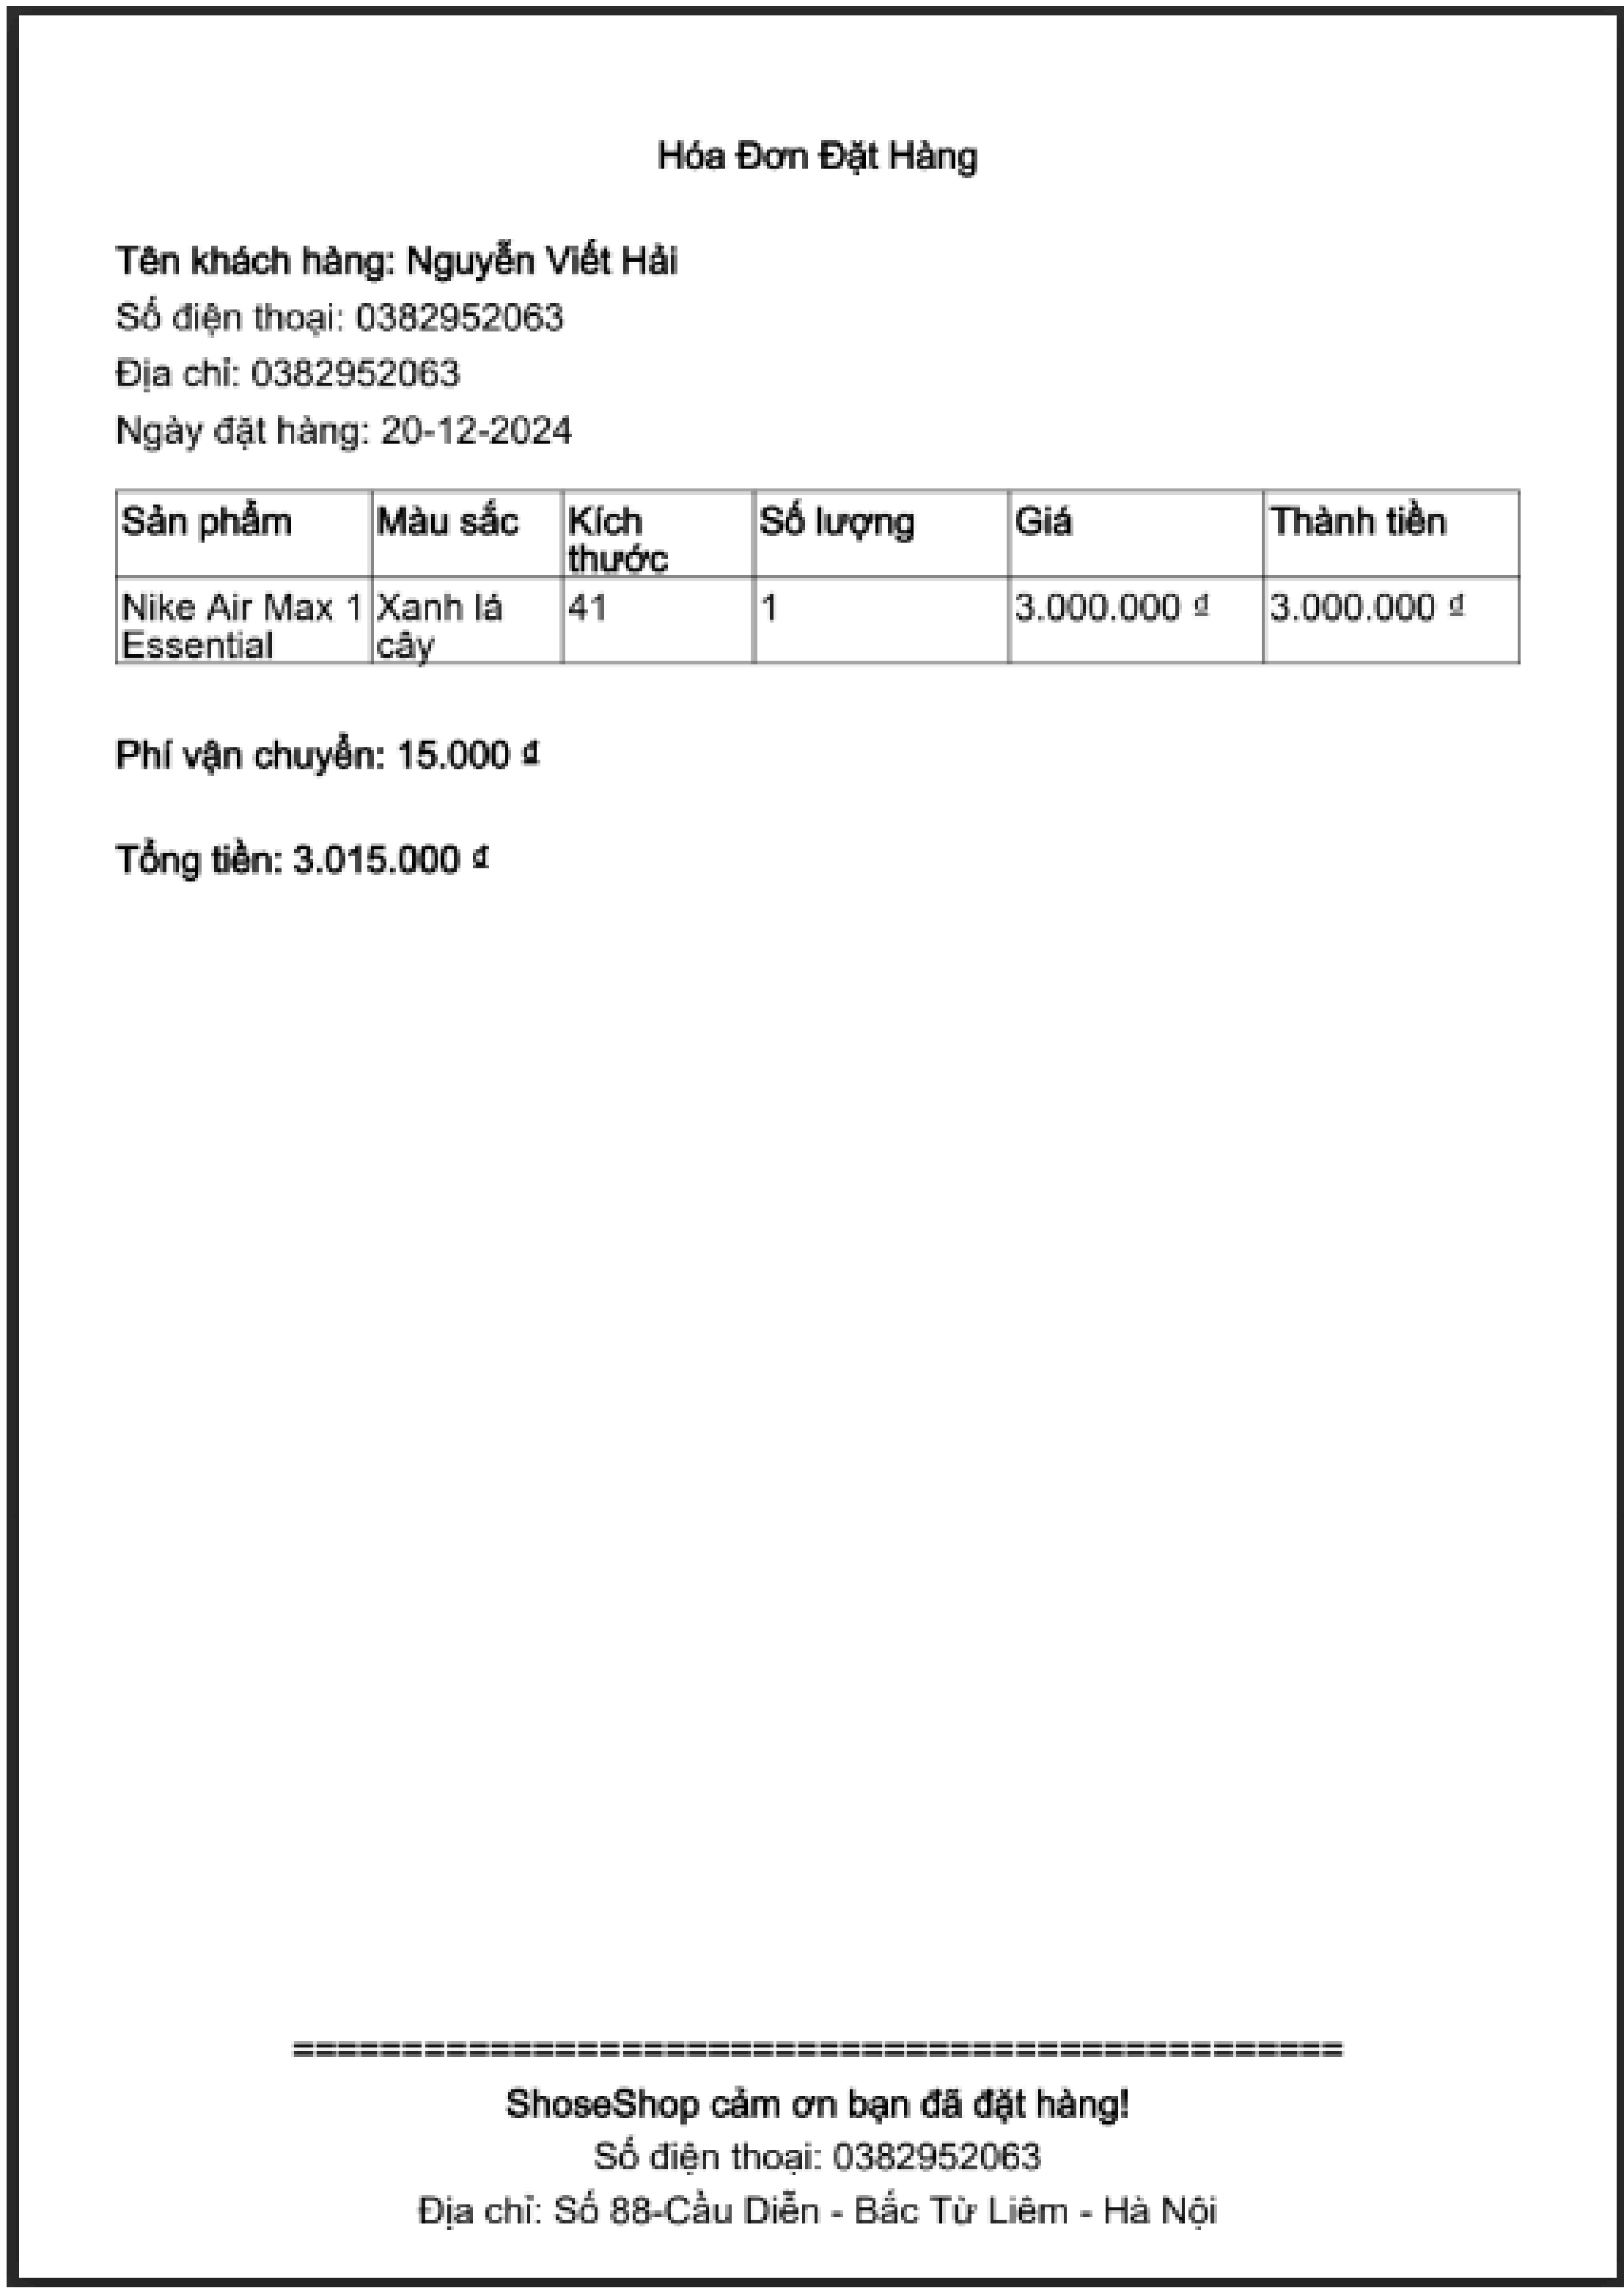 Hóa Đơn Đặt Hàng
Tên khách hàng: Nguyễn Viết Hải
Số điện thoại: 0382952063
Địa chỉ: 0382952063
Ngày đặt hàng: 20-12-2024
Sản phẩm Màu sắc Kích thước Số lượng Giá Thành tiền
Nike Air Max 1 Essential Xanh lá cây 41 1 3.000.000 ₫ 3.000.000 ₫
Phí vận chuyển: 15.000 ₫
Tổng tiền: 3.015.000 ₫
================================================
ShoseShop cảm ơn bạn đã đặt hàng!
Số điện thoại: 0382952063
Địa chỉ: Số 88-Cầu Diễn - Bắc Từ Liêm - Hà Nội